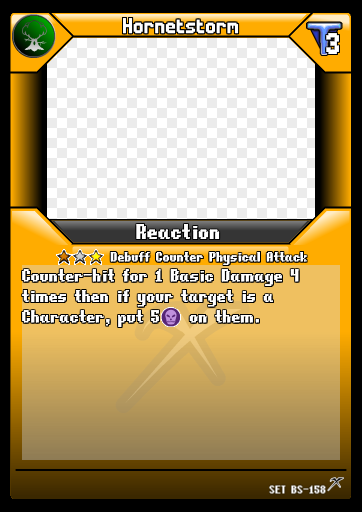 Hornetstorm
T3
Reaction
Debuff Counter Physical Attack
Counter-hit for 1 Basic Damage 4
times then if your target is a
Character, put 5 on them.
SET BS-158